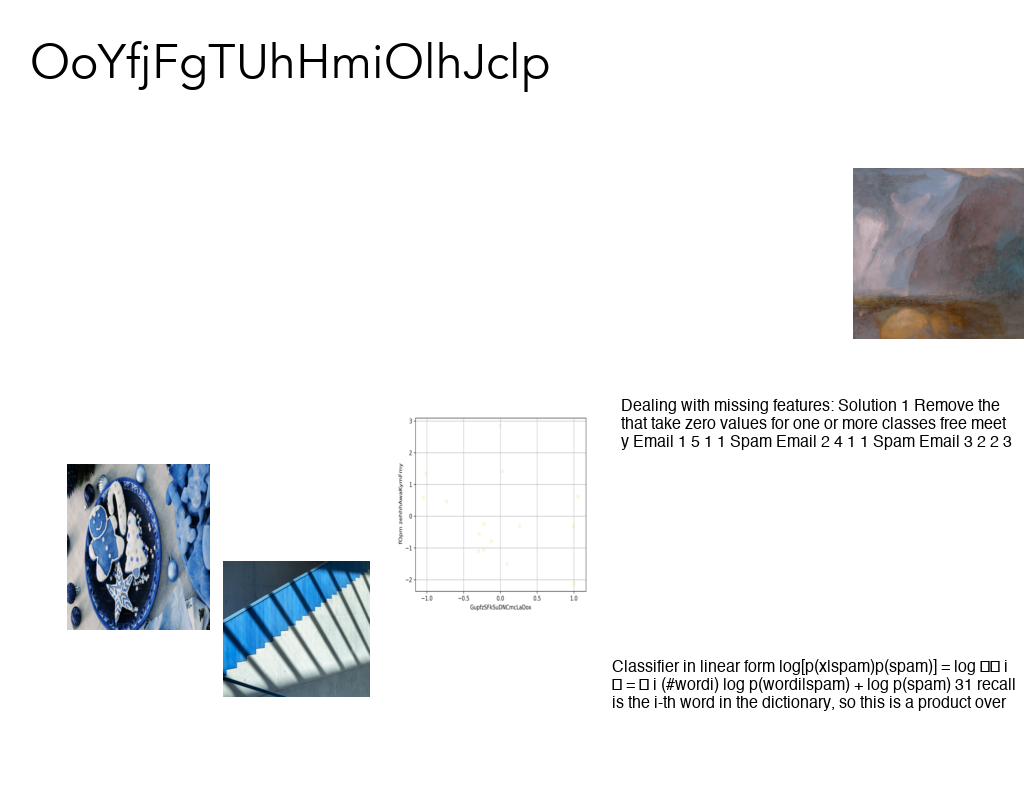 OoYfjFgTUhHmiOlhJclp
Dealing with missing features: Solution 1 Remove the
that take zero values for one or more classes free meet
y Email 1 5 1 1 Spam Email 2 4 1 1 Spam Email 3 2 2 3
3
2
1
0
−1
−2
−1.0 −0.5 0.0 0.5 1.0
GupfzSFkSuDNCmcLaDox
Classifier in linear form log[p(x|spam)p(spam)] = log i
= i (#wordi) log p(wordi|spam) + log p(spam) 31 recall
is the i-th word in the dictionary, so this is a product over